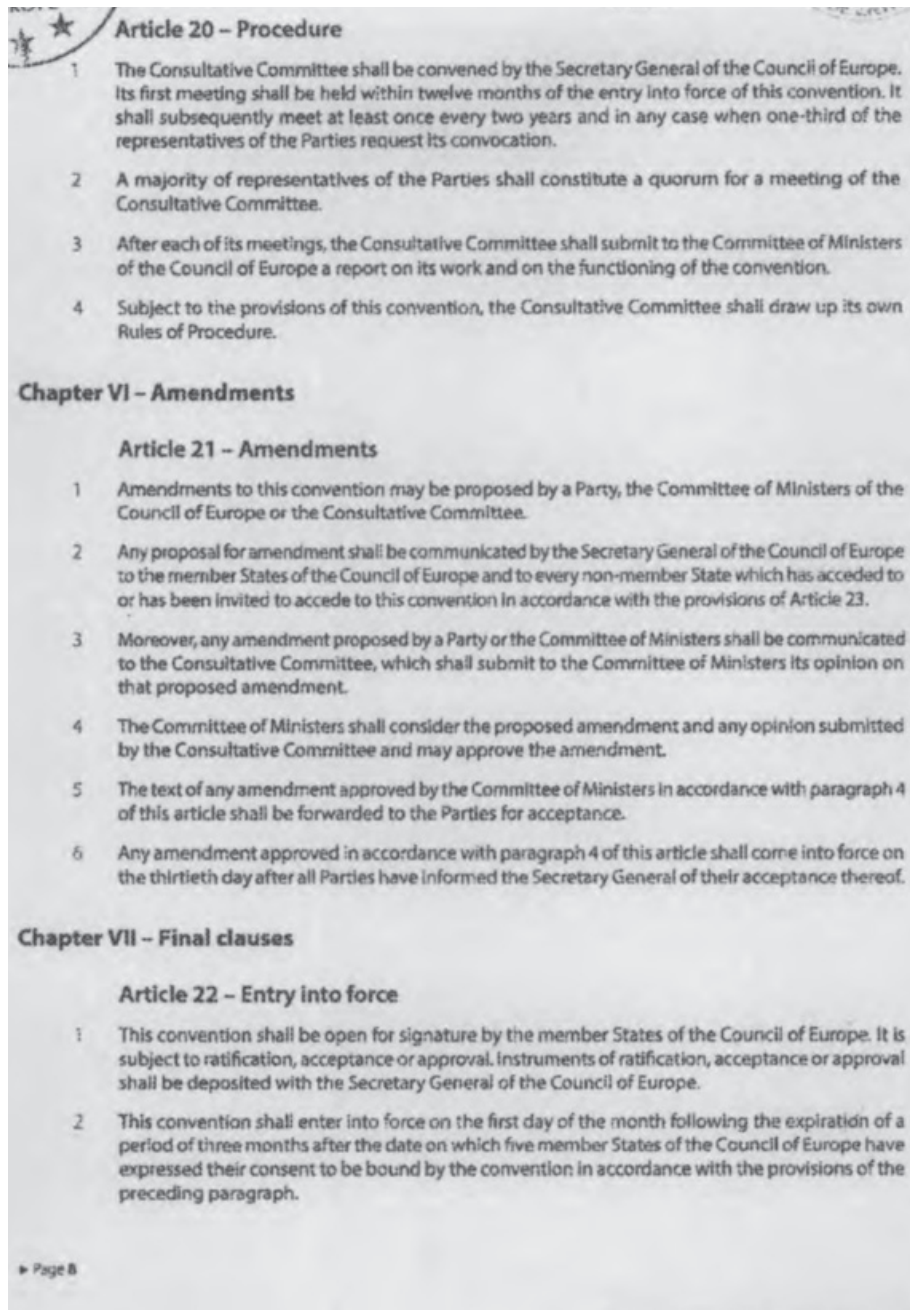 Article 20 – Procedure
1 The Consultative Committee shall be convened by the Secretary General of the Council of Europe.
Its first meeting shall be held within twelve months of the entry into force of this convention. It
shall subsequently meet at least once every two years and in any case when one-third of the
representatives of the Parties request its convocation.
2 A majority of representatives of the Parties shall constitute a quorum for a meeting of the
Consultative Committee.
3 After each of its meetings, the Consultative Committee shall submit to the Committee of Ministers
of the Council of Europe a report on its work and on the functioning of the convention.
4 Subject to the provisions of this convention, the Consultative Committee shall draw up its own
Rules of Procedure.
Chapter VI – Amendments
Article 21 – Amendments
1 Amendments to this convention may be proposed by a Party, the Committee of Ministers of the
Council of Europe or the Consultative Committee.
2 Any proposal for amendment shall be communicated by the Secretary General of the Council of Europe
to the member States of the Council of Europe and to every non-member State which has acceded to
or has been invited to accede to this convention in accordance with the provisions of Article 23.
3 Moreover, any amendment proposed by a Party or the Committee of Ministers shall be communicated
to the Consultative Committee, which shall submit to the Committee of Ministers its opinion on
that proposed amendment.
4 The Committee of Ministers shall consider the proposed amendment and any opinion submitted
by the Consultative Committee and may approve the amendment.
5 The text of any amendment approved by the Committee of Ministers in accordance with paragraph 4
of this article shall be forwarded to the Parties for acceptance.
6 Any amendment approved in accordance with paragraph 4 of this article shall come into force on
the thirtieth day after all Parties have informed the Secretary General of their acceptance thereof.
Chapter VII – Final clauses
Article 22 – Entry into force
1 This convention shall be open for signature by the member States of the Council of Europe. It is
subject to ratification, acceptance or approval. Instruments of ratification, acceptance or approval
shall be deposited with the Secretary General of the Council of Europe.
2 This convention shall enter into force on the first day of the month following the expiration of a
period of three months after the date on which five member States of the Council of Europe have
expressed their consent to be bound by the convention in accordance with the provisions of the
preceding paragraph.
▸ Page 8